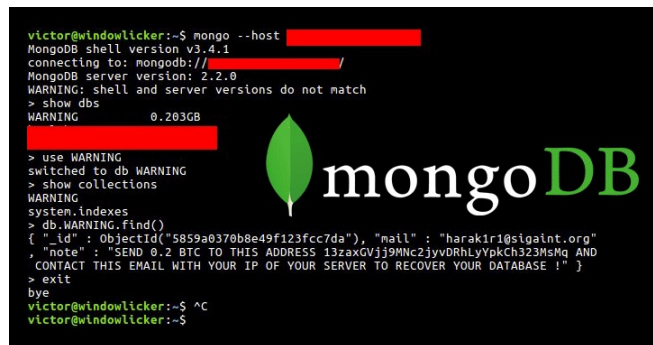 victor@windowlicker:~$ mongo --host
MongoDB shell version v3.4.1
connecting to: mongodb:// /
MongoDB server version: 2.2.0
WARNING: shell and server versions do not match
> show dbs
WARNING 0.203GB
> use WARNING
switched to db WARNING
> show collections
WARNING
system.indexes
> db.WARNING.find()
{ "_id" : ObjectId("5859a0370b8e49f123fcc7da"), "mail" : "harak1r1@sigaint.org"
, "note" : "SEND 0.2 BTC TO THIS ADDRESS 13zaxGVjj9MNc2jyvDRhLyYpkCh323MsMq AND
CONTACT THIS EMAIL WITH YOUR IP OF YOUR SERVER TO RECOVER YOUR DATABASE !" }
> exit
bye
victor@windowlicker:~$ ^C
victor@windowlicker:~$
mongoDB